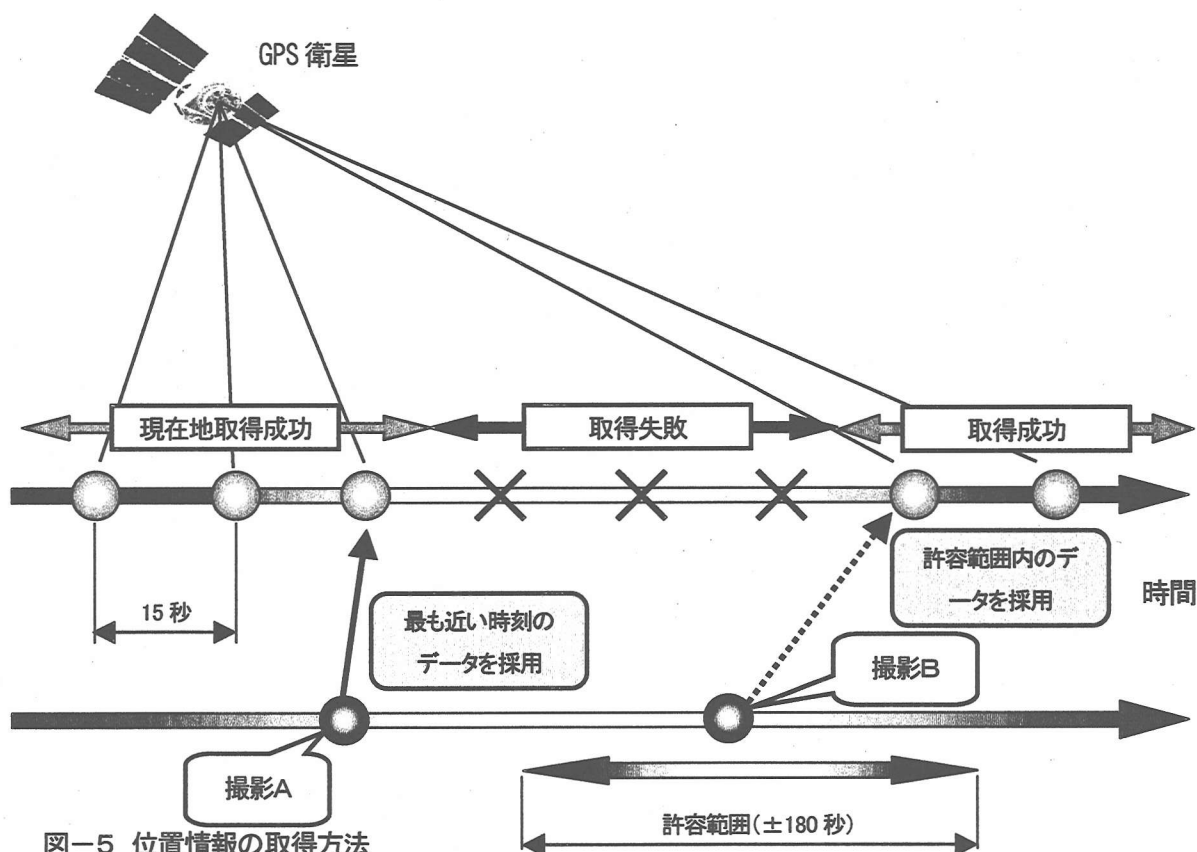 GPS 衛星
現在地取得成功
取得失敗
取得成功
許容範囲内のデ
ータを採用
時間
15 秒
最も近い時刻の
データを採用
撮影B
撮影A
許容範囲(±180 秒)
図－5 位置情報の取得方法